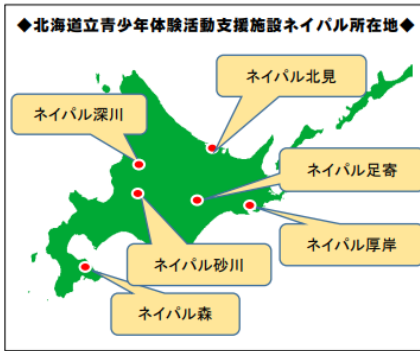 ◆北海道立青少年体験活動支援施設ネイパル所在地◆
ネイパル北見
ネイパル深川
ネイパル足寄
ネイパル厚岸
ネイパル砂川
ネイパル森